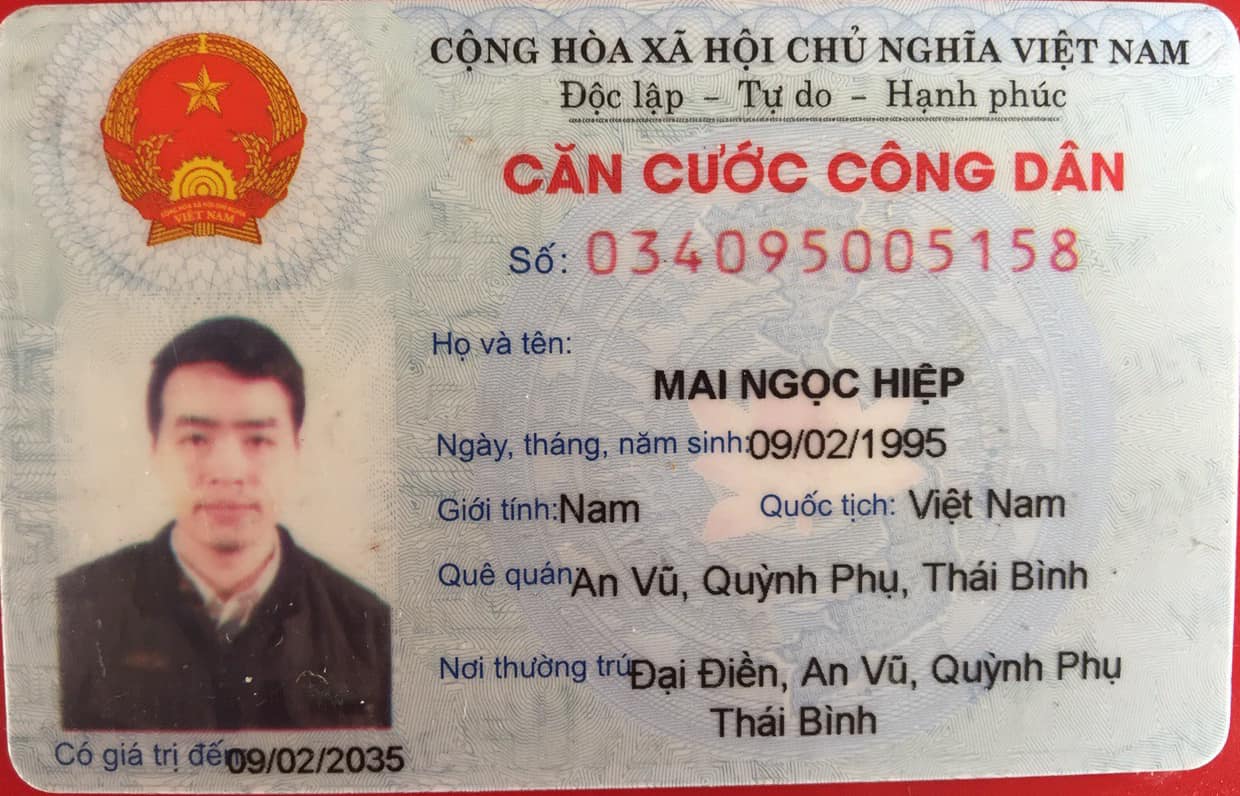 CỘNG HÒA XÃ HỘI CHỦ NGHĨA VIỆT NAM
Độc lập – Tự do – Hạnh phúc
CĂN CƯỚC CÔNG DÂN
Số: 034095005158
Họ và tên:
MAI NGỌC HIỆP
Ngày, tháng, năm sinh: 09/02/1995
Giới tính: Nam Quốc tịch: Việt Nam
Quê quán: An Vũ, Quỳnh Phụ, Thái Bình
Nơi thường trú: Đại Điền, An Vũ, Quỳnh Phụ
Thái Bình
Có giá trị đến: 09/02/2035
CỘNG HÒA XÃ HỘI CHỦ NGHĨA
VIỆT NAM